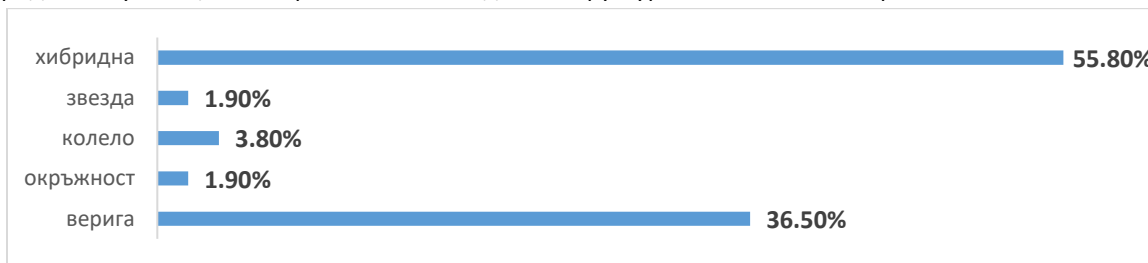 хибридна 55.80%
звезда 1.90%
колело 3.80%
окръжност 1.90%
верига 36.50%